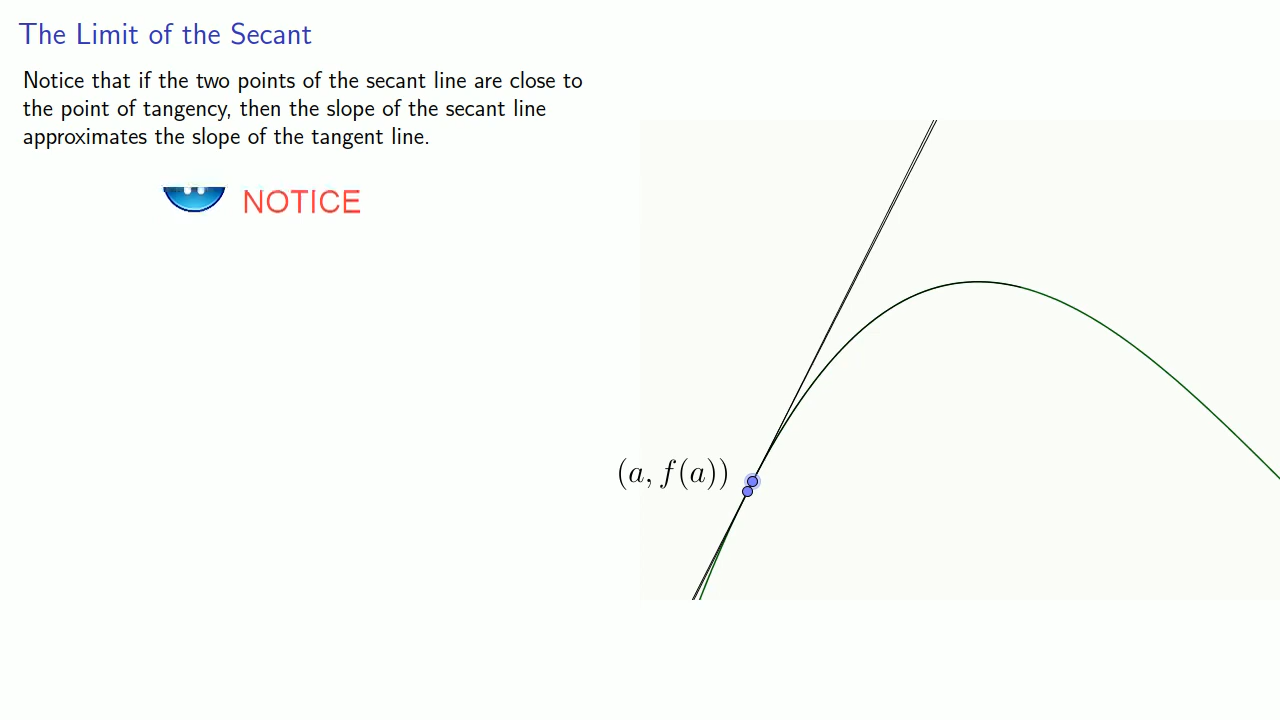 The Limit of the Secant
Notice that if the two points of the secant line are close to
the point of tangency, then the slope of the secant line
approximates the slope of the tangent line.
NOTICE
(a, f(a))